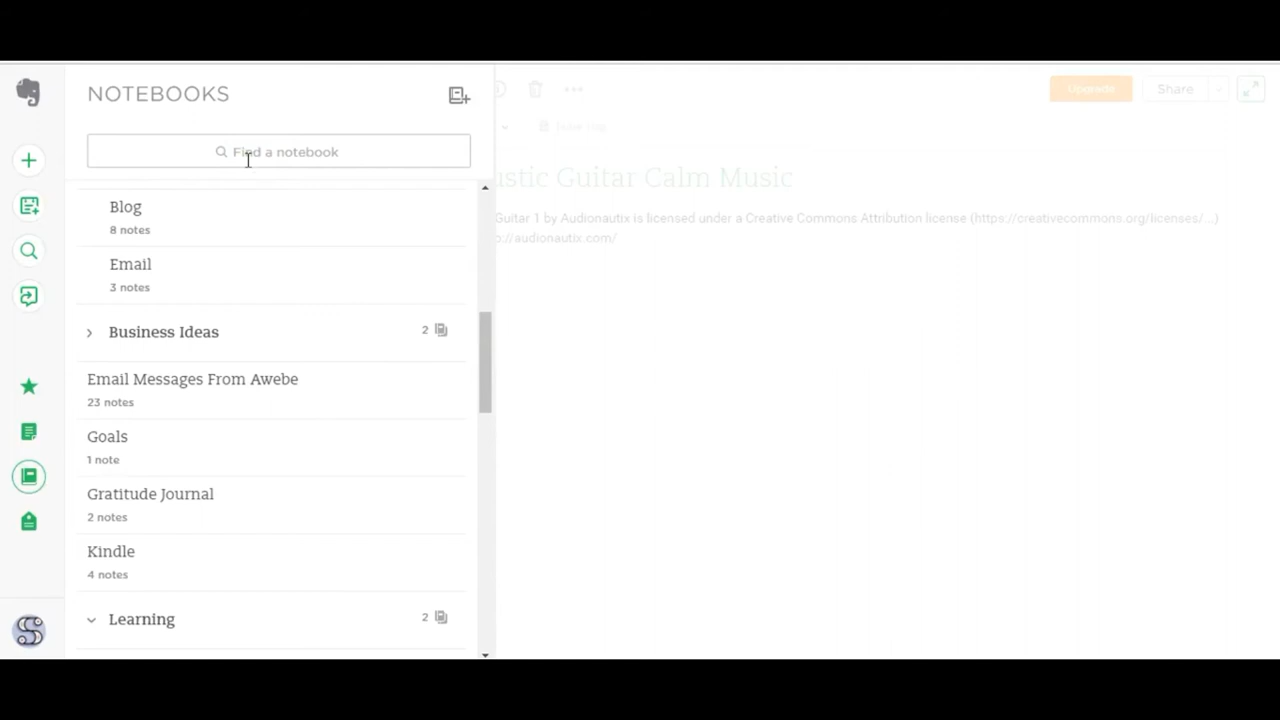 NOTEBOOKS
Find a notebook
Blog
8 notes
Email
3 notes
Business Ideas
2
Email Messages From Awebe
23 notes
Goals
1 note
Gratitude Journal
2 notes
Kindle
4 notes
Learning
2
Upgrade
Share
ustic Guitar Calm Music
Guitar 1 by Audionautix is licensed under a Creative Commons Attribution license (https://creativecommons.org/licenses/...)
p://audionautix.com/